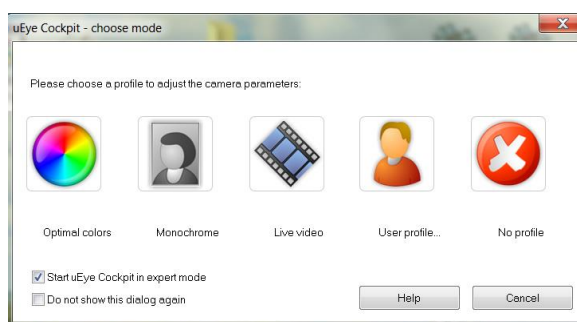 uEye Cockpit - choose mode
Please choose a profile to adjust the camera parameters:
Optimal colors
Monochrome
Live video
User profile...
No profile
Start uEye Cockpit in expert mode
Do not show this dialog again
Help
Cancel